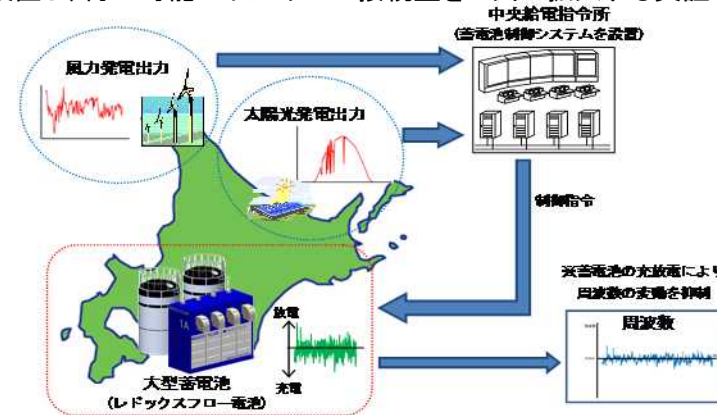 中央給電指令所
(蓄電池制御システムを設置)
風力発電出力
太陽光発電出力
制御指令
※蓄電池の充放電により
周波数の変動を抑制
周波数
放電
充電
1A
大型蓄電池
(レドックスフロー電池)